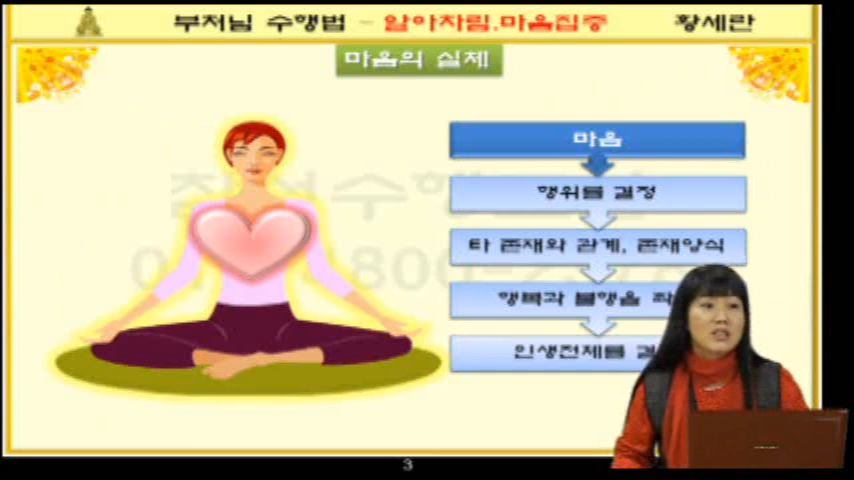 부처님 수행법 - 알아차림.마음집중 황세란
마음의 실체
마음
행위를 결정
타 존재와 관계, 존재양식
행복과 불행을
인생전체를
3